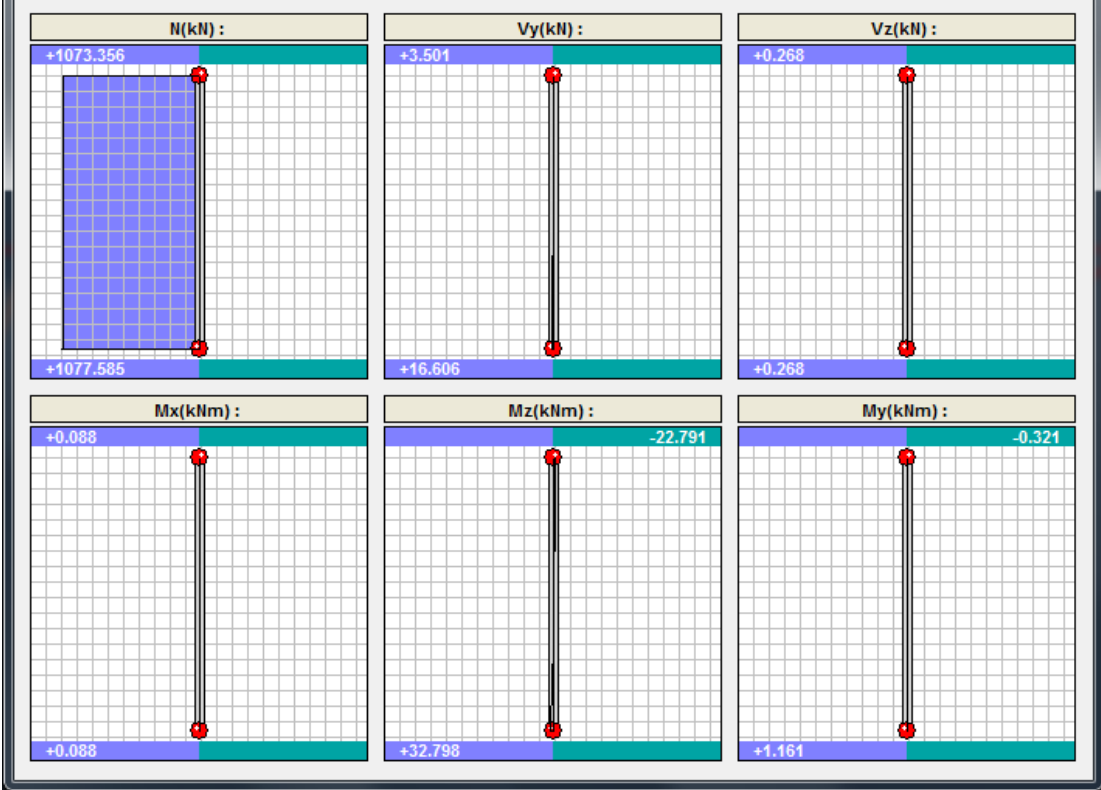 N(kN) :
Vy(kN) :
Vz(kN) :
+1073.356
+3.501
+0.268
+1077.585
+16.606
+0.268
Mx(kNm) :
Mz(kNm) :
My(kNm) :
+0.088
-22.791
-0.321
+0.088
+32.798
+1.161